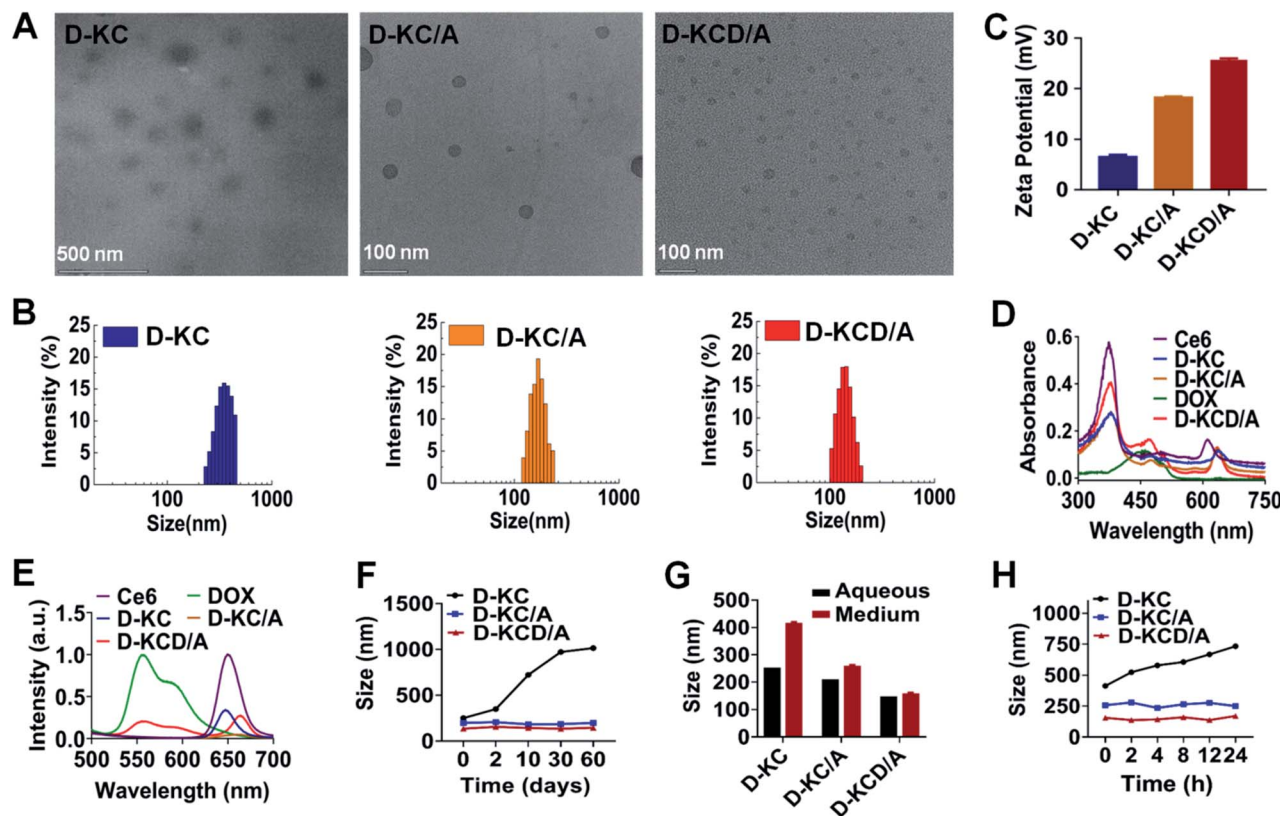 A
D-KC
500 nm
D-KC/A
100 nm
D-KCD/A
100 nm
C
Zeta Potential (mV)
30
20
10
0
D-KC
D-KC/A
D-KCD/A
B
Intensity (%)
25
20
15
10
5
0
D-KC
100
1000
Size(nm)
Intensity (%)
25
20
15
10
5
0
D-KC/A
100
1000
Size(nm)
Intensity (%)
25
20
15
10
5
0
D-KCD/A
100
1000
Size(nm)
D
Absorbance
0.6
0.4
0.2
0.0
Ce6
D-KC
D-KC/A
DOX
D-KCD/A
300
450
600
750
Wavelength (nm)
E
Ce6
DOX
D-KC
D-KC/A
D-KCD/A
Intensity (a.u.)
1.5
1.0
0.5
0.0
500
550
600
650
700
Wavelength (nm)
F
D-KC
D-KC/A
D-KCD/A
Size (nm)
1500
1000
500
0
0
2
10
30
60
Time (days)
G
Aqueous
Medium
Size (nm)
500
400
300
200
100
0
D-KC
D-KC/A
D-KCD/A
H
D-KC
D-KC/A
D-KCD/A
Size (nm)
1000
750
500
250
0
0
2
4
8
12
24
Time (h)